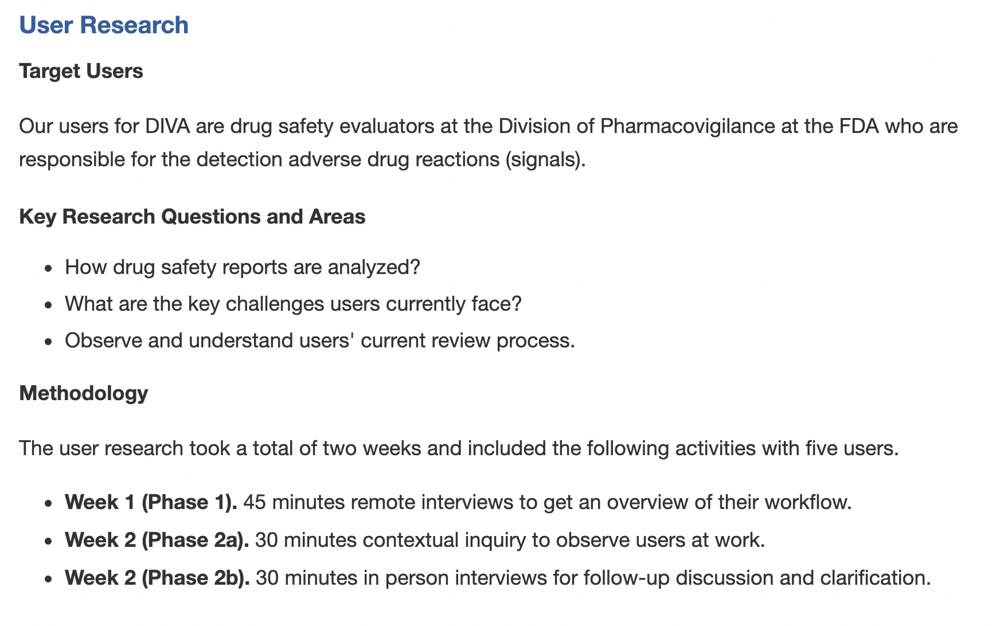 User Research
Target Users
Our users for DIVA are drug safety evaluators at the Division of Pharmacovigilance at the FDA who are
responsible for the detection adverse drug reactions (signals).
Key Research Questions and Areas
• How drug safety reports are analyzed?
• What are the key challenges users currently face?
• Observe and understand users' current review process.
Methodology
The user research took a total of two weeks and included the following activities with five users.
• Week 1 (Phase 1). 45 minutes remote interviews to get an overview of their workflow.
• Week 2 (Phase 2a). 30 minutes contextual inquiry to observe users at work.
• Week 2 (Phase 2b). 30 minutes in person interviews for follow-up discussion and clarification.